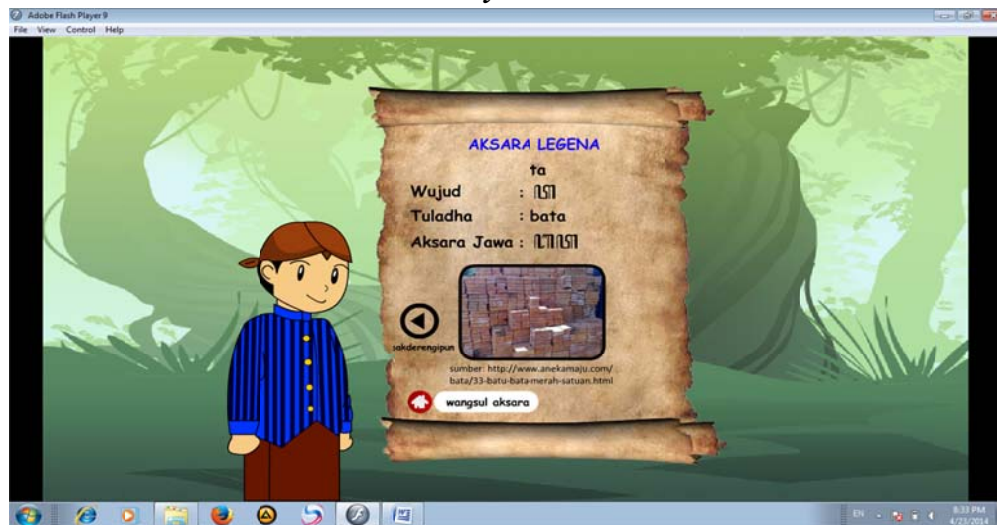 Adobe Flash Player 9
File View Control Help
AKSARA LEGENA
ta
Wujud : ꦠ
Tuladha : bata
Aksara Jawa : ꦧꦠ
sakderengipun
sumber: http://www.anekamaju.com/
bata/33-batu-bata-merah-satuan.html
wangsul aksara
EN
8:33 PM
4/23/2014